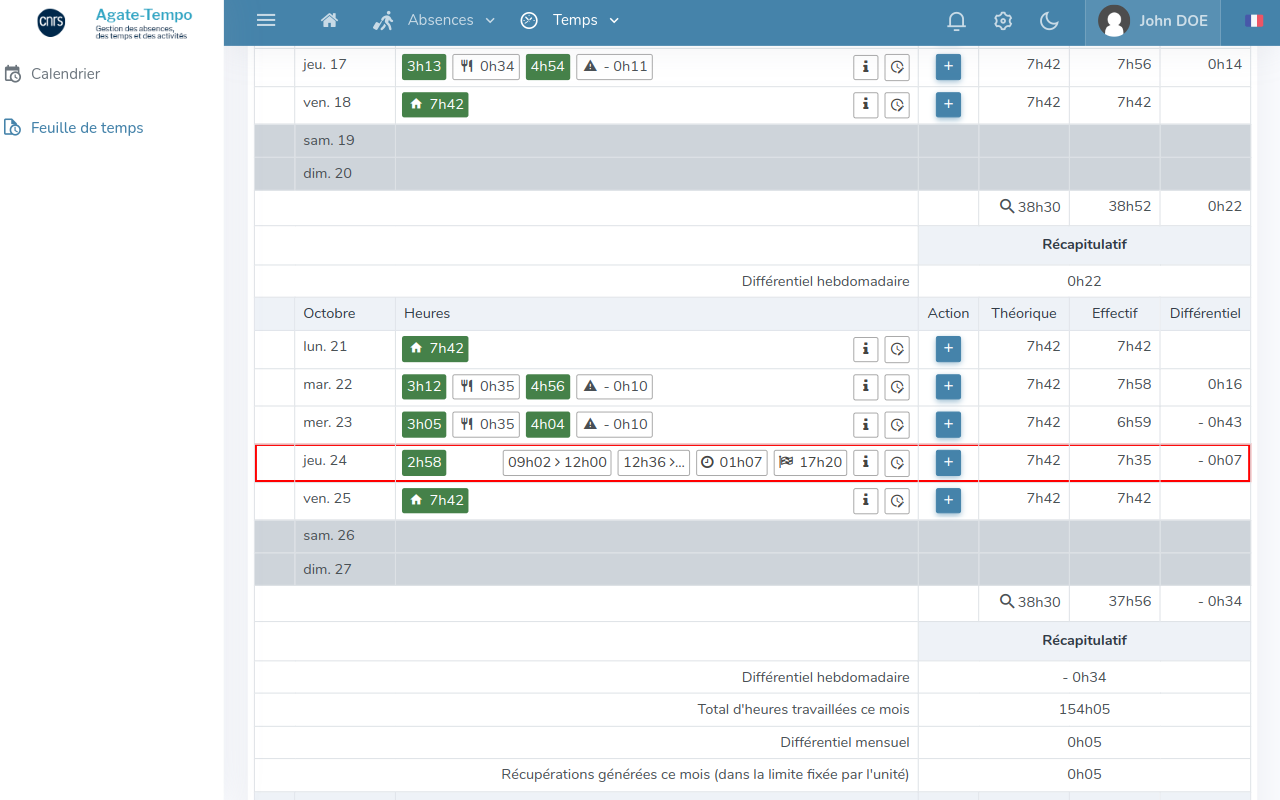 cnrs Agate-Tempo
Gestion des absences,
des temps et des activités
Absences Temps John DOE
Calendrier
Feuille de temps
jeu. 17 3h13 0h34 4h54 - 0h11 + 7h42 7h56 0h14
ven. 18 7h42 + 7h42 7h42
sam. 19
dim. 20
38h30 38h52 0h22
Récapitulatif
Différentiel hebdomadaire 0h22
Octobre Heures Action Théorique Effectif Différentiel
lun. 21 7h42 + 7h42 7h42
mar. 22 3h12 0h35 4h56 - 0h10 + 7h42 7h58 0h16
mer. 23 3h05 0h35 4h04 - 0h10 + 7h42 6h59 - 0h43
jeu. 24 2h58 09h02 > 12h00 12h36 >... 01h07 17h20 + 7h42 7h35 - 0h07
ven. 25 7h42 + 7h42 7h42
sam. 26
dim. 27
38h30 37h56 - 0h34
Récapitulatif
Différentiel hebdomadaire - 0h34
Total d'heures travaillées ce mois 154h05
Différentiel mensuel 0h05
Récupérations générées ce mois (dans la limite fixée par l'unité) 0h05